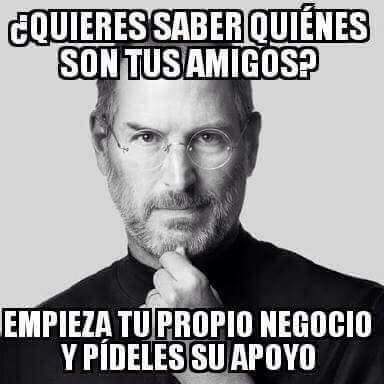 ¿QUIERES SABER QUIÉNES
SON TUS AMIGOS?
EMPIEZA TU PROPIO NEGOCIO
Y PÍDELES SU APOYO